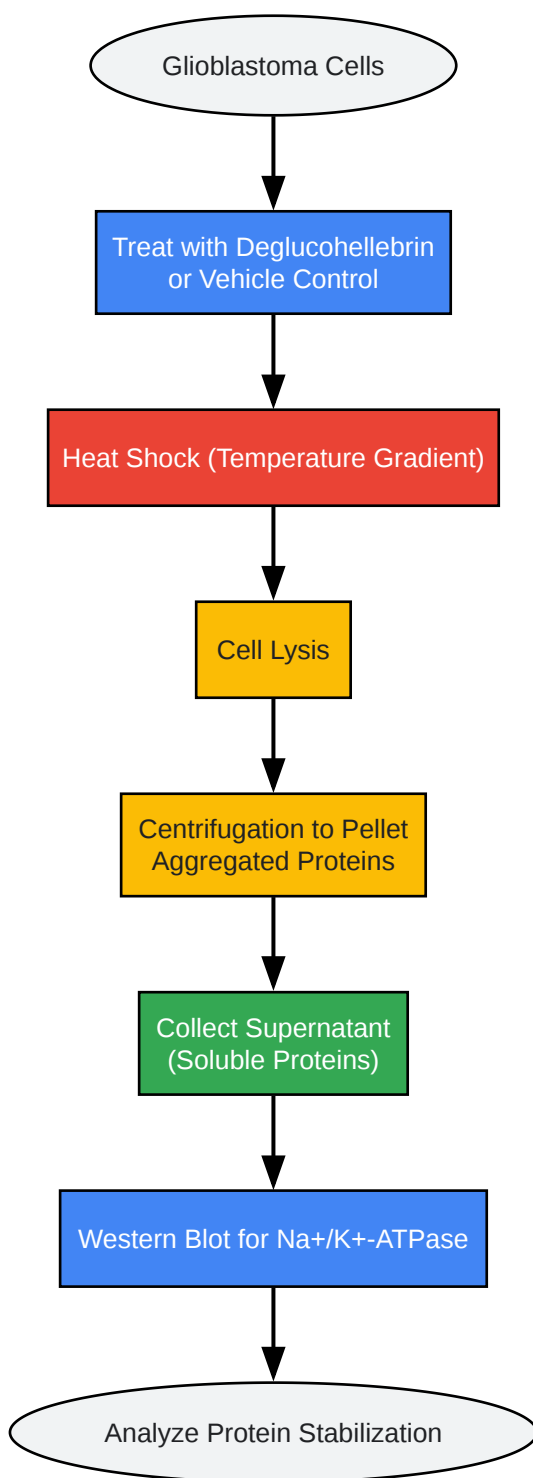 Glioblastoma Cells
Treat with Deglucohellebrin
or Vehicle Control
Heat Shock (Temperature Gradient)
Cell Lysis
Centrifugation to Pellet
Aggregated Proteins
Collect Supernatant
(Soluble Proteins)
Western Blot for Na+/K+-ATPase
Analyze Protein Stabilization